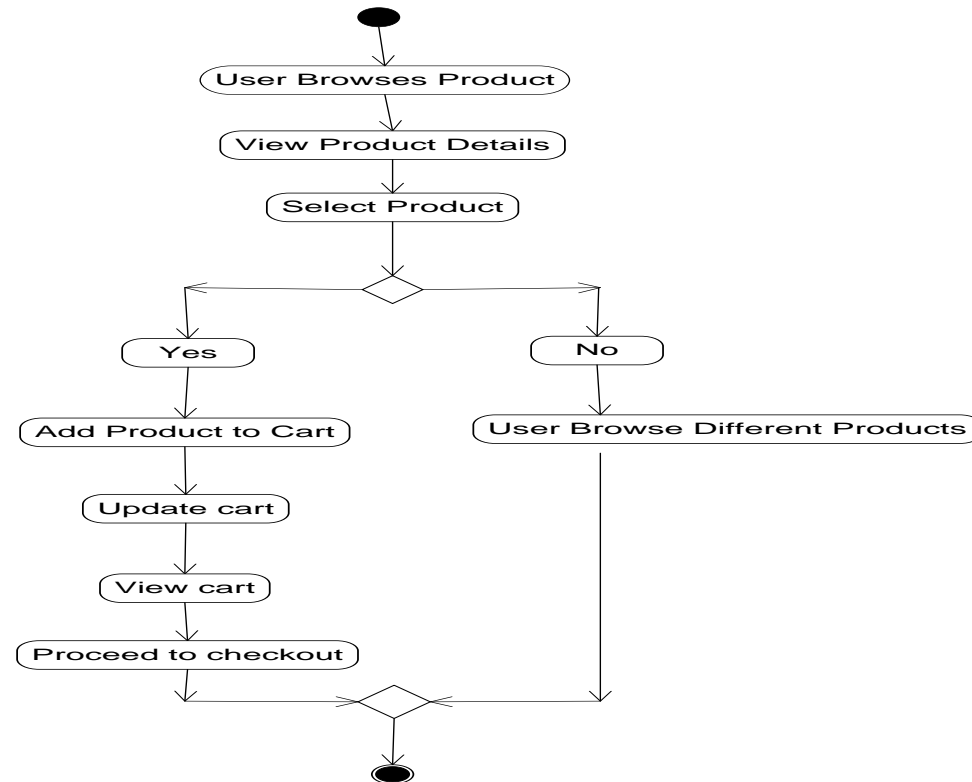 User Browses Product
View Product Details
Select Product
Yes
No
Add Product to Cart
User Browse Different Products
Update cart
View cart
Proceed to checkout